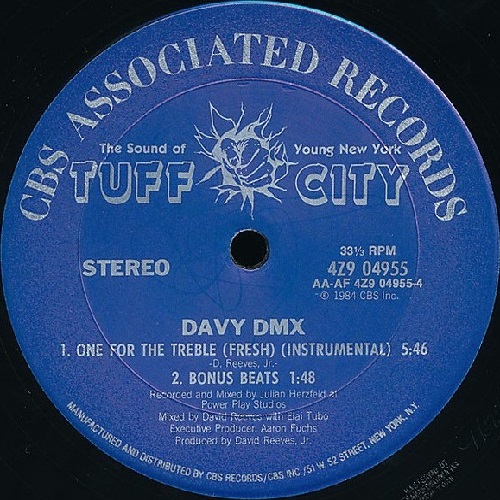 CBS ASSOCIATED RECORDS
The Sound of Young New York
TUFF CITY
STEREO
33⅓ RPM
4Z9 04955
AA-AF 4Z9 04955-4
℗ 1984 CBS Inc.
DAVY DMX
1. ONE FOR THE TREBLE (FRESH) (INSTRUMENTAL) 5:46
-D. Reeves, Jr.-
2. BONUS BEATS 1:48
Recorded and Mixed by Julian Herzfeld at
Power Play Studios
Mixed by David Reeves with Elai Tubo
Executive Producer: Aaron Fuchs
Produced by David Reeves, Jr.
MANUFACTURED AND DISTRIBUTED BY CBS RECORDS/CBS INC./51 W 52 STREET, NEW YORK, N.Y.